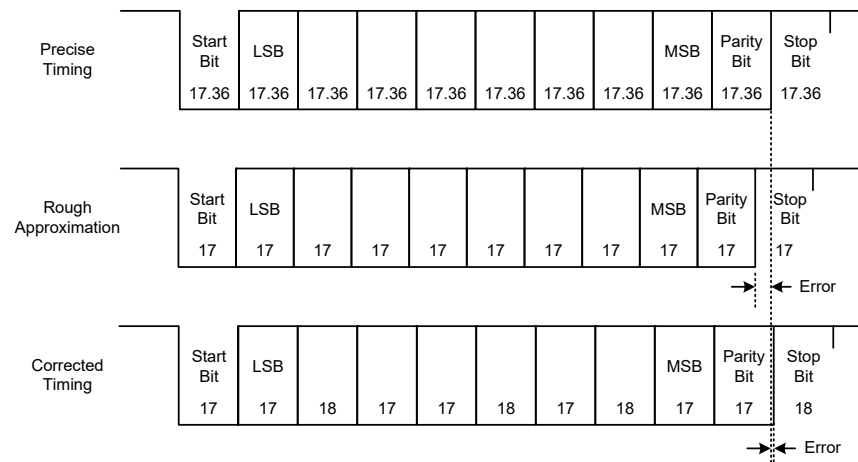 Precise
Timing
Start
Bit
LSB
MSB
Parity
Bit
Stop
Bit
17.36 17.36 17.36 17.36 17.36 17.36 17.36 17.36 17.36 17.36 17.36
Rough
Approximation
Start
Bit
LSB
MSB
Parity
Bit
Stop
Bit
17 17 17 17 17 17 17 17 17 17 17
Error
Corrected
Timing
Start
Bit
LSB
MSB
Parity
Bit
Stop
Bit
17 17 18 17 17 18 17 18 17 17 18
Error